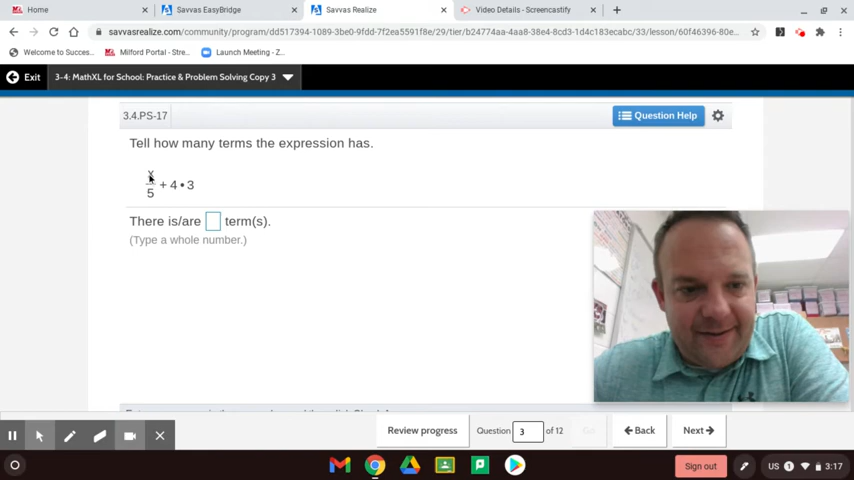 Home
Savvas EasyBridge
Savvas Realize
Video Details - Screencastify
savvasrealize.com/community/program/dd517394-1089-3be0-9fdd-7f2ea5591f8e/29/tier/b24774aa-aa8-38e4-8cd3-1d4c183ecabc/33/lesson/60f46396-80e...
Welcome to Succes...
Milford Portal - Stre...
Launch Meeting - Z...
Exit
3-4: MathXL for School: Practice & Problem Solving Copy 3
3.4.PS-17
Question Help
Tell how many terms the expression has.
x/5 + 4 • 3
There is/are term(s).
(Type a whole number.)
Review progress
Question 3 of 12
Go
Back
Next
Sign out
US 1 3:17